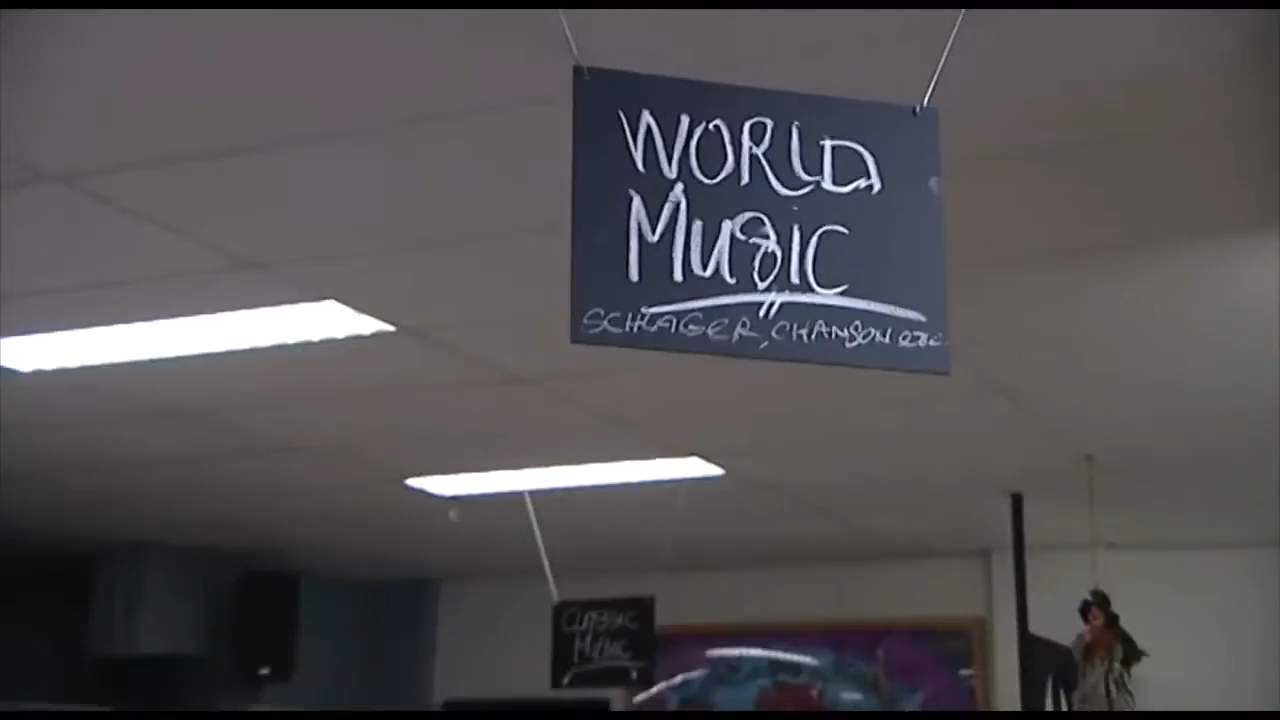 WORLD
MUSIC
SCHLAGER, CHANSON etc.
CLASSIC
MUSIC